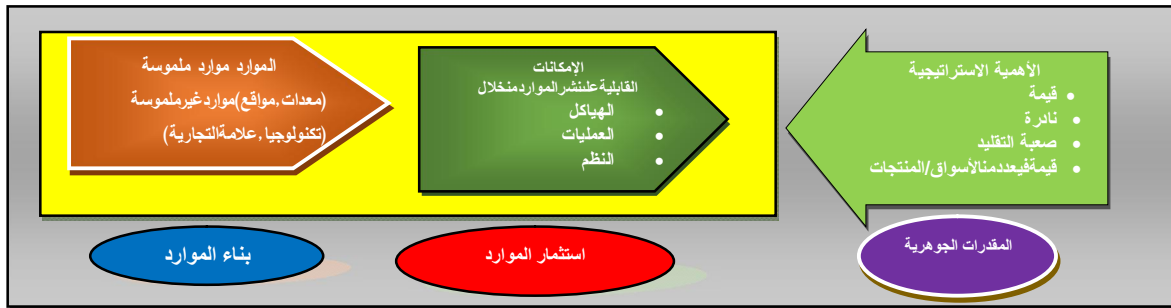 الموارد موارد ملموسة
(معدات,مواقع)مواردغيرملموسة
(تكنولوجيا,علامةالتجارية)
الإمكانات
القابليةعلىنشرالمواردمنخلال
الهياكل
العمليات
النظم
الأهمية الاستراتيجية
قيمة
نادرة
صعبة التقليد
قيمةفيعددمنالأسواق/المنتجات
بناء الموارد
استثمار الموارد
المقدرات الجوهرية